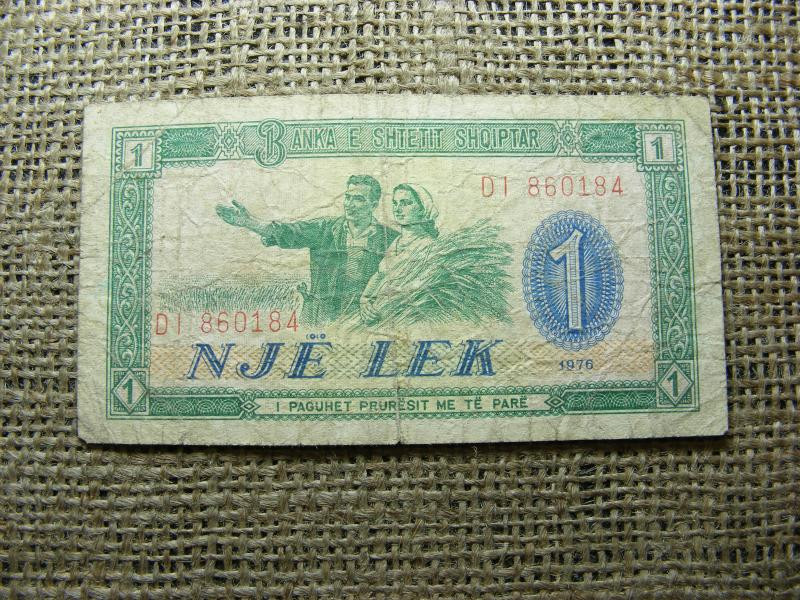 1 BANKA E SHTETIT SHQIPTAR 1
DI 860184
1
DI 860184
NJË LEK
1976
1 I PAGUHET PRURËSIT ME TË PARË 1